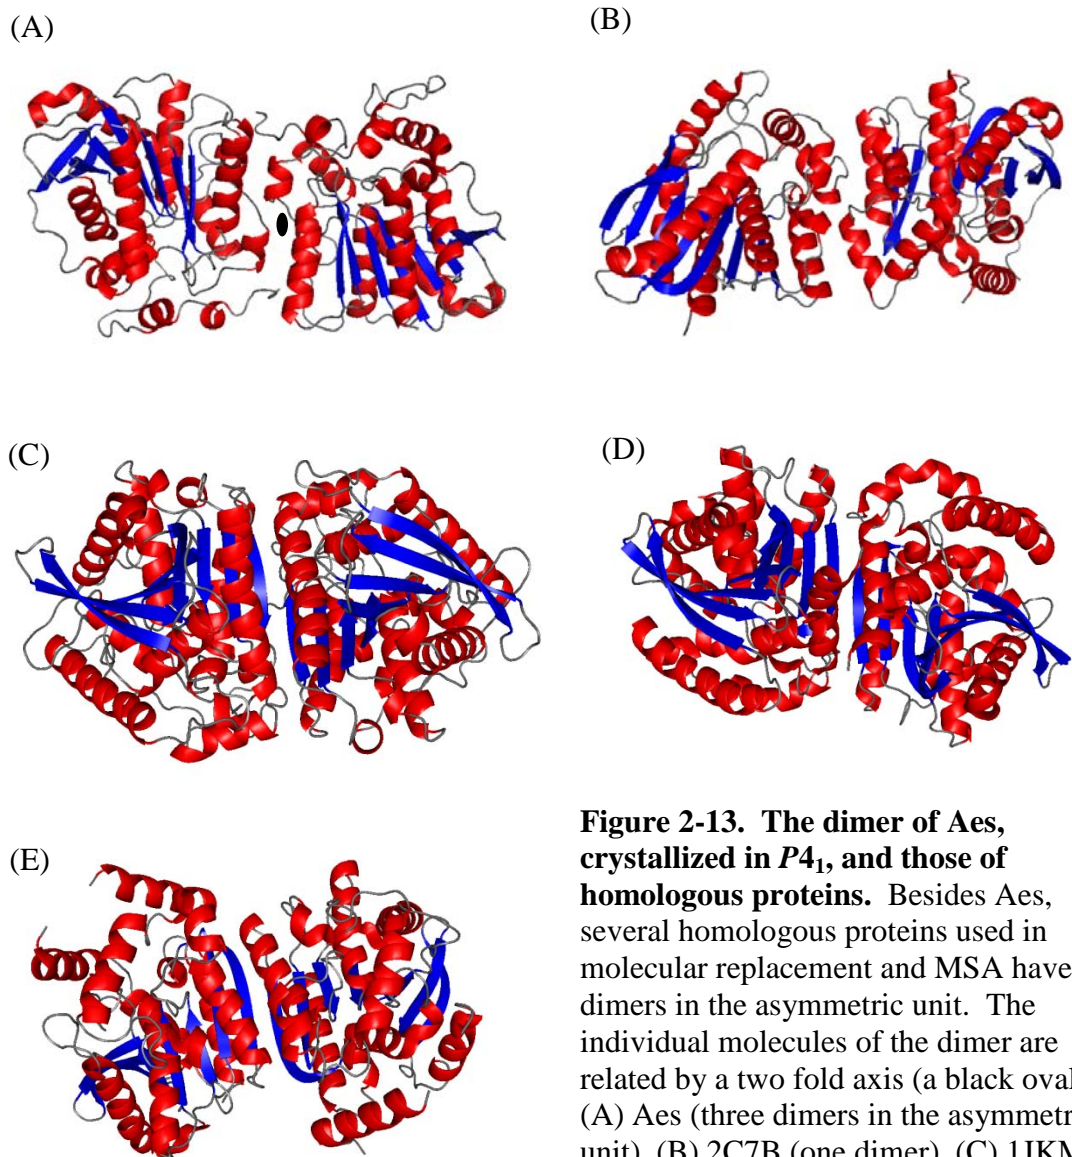 (A)
(B)
(C)
(D)
(E)
Figure 2-13. The dimer of Aes,
crystallized in P4₁, and those of
homologous proteins. Besides Aes,
several homologous proteins used in
molecular replacement and MSA have
dimers in the asymmetric unit. The
individual molecules of the dimer are
related by a two fold axis (a black oval
(A) Aes (three dimers in the
unit), (B) 2C7B (one dimer), (C) 1JKM